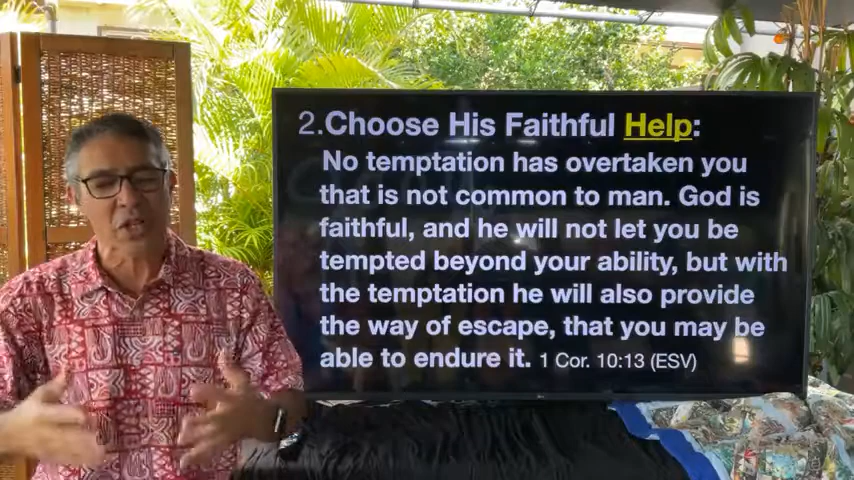 2. Choose His Faithful Help:
No temptation has overtaken you
that is not common to man. God is
faithful, and he will not let you be
tempted beyond your ability, but with
the temptation he will also provide
the way of escape, that you may be
able to endure it. 1 Cor. 10:13 (ESV)